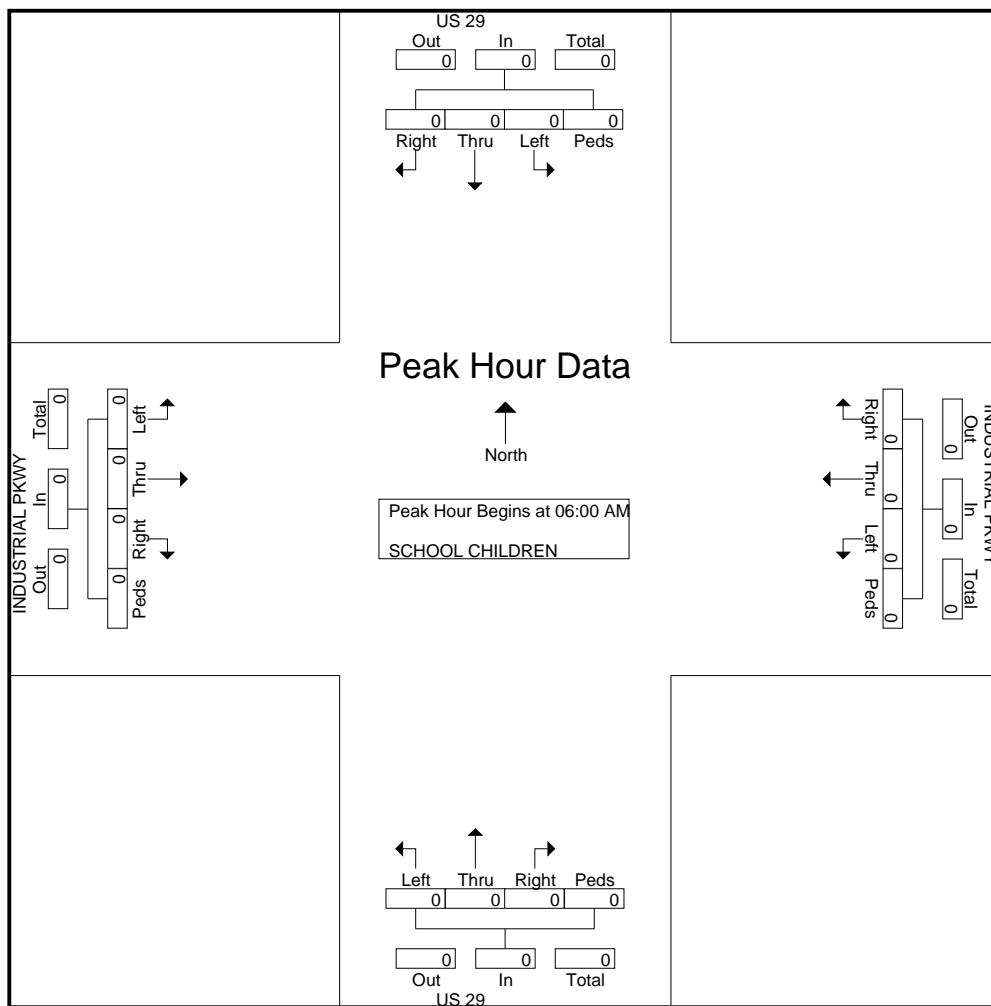 US 29
Out In Total
0 0 0
0 0 0 0
Right Thru Left Peds
Peak Hour Data
North
Peak Hour Begins at 06:00 AM
SCHOOL CHILDREN
INDUSTRIAL PKWY
Out In Total
0 0 0
0 0 0 0
Left Thru Right Peds
INDUSTRIAL PKWY
Out In Total
0 0 0
0 0 0 0
Right Thru Left Peds
Left Thru Right Peds
0 0 0 0
0 0 0
Out In Total
US 29